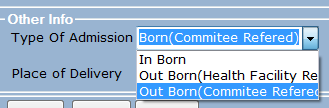 Other Info
Type Of Admission Born(Commitee Refered)
In Born
Out Born(Health Facility Re
Place of Delivery
Out Born(Commitee Refered